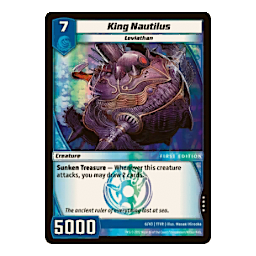 7
King Nautilus
Leviathan
Creature
FIRST EDITION
Sunken Treasure — Whenever this creature
attacks, you may draw 2 cards.
5000
The ancient ruler of everything lost at sea.